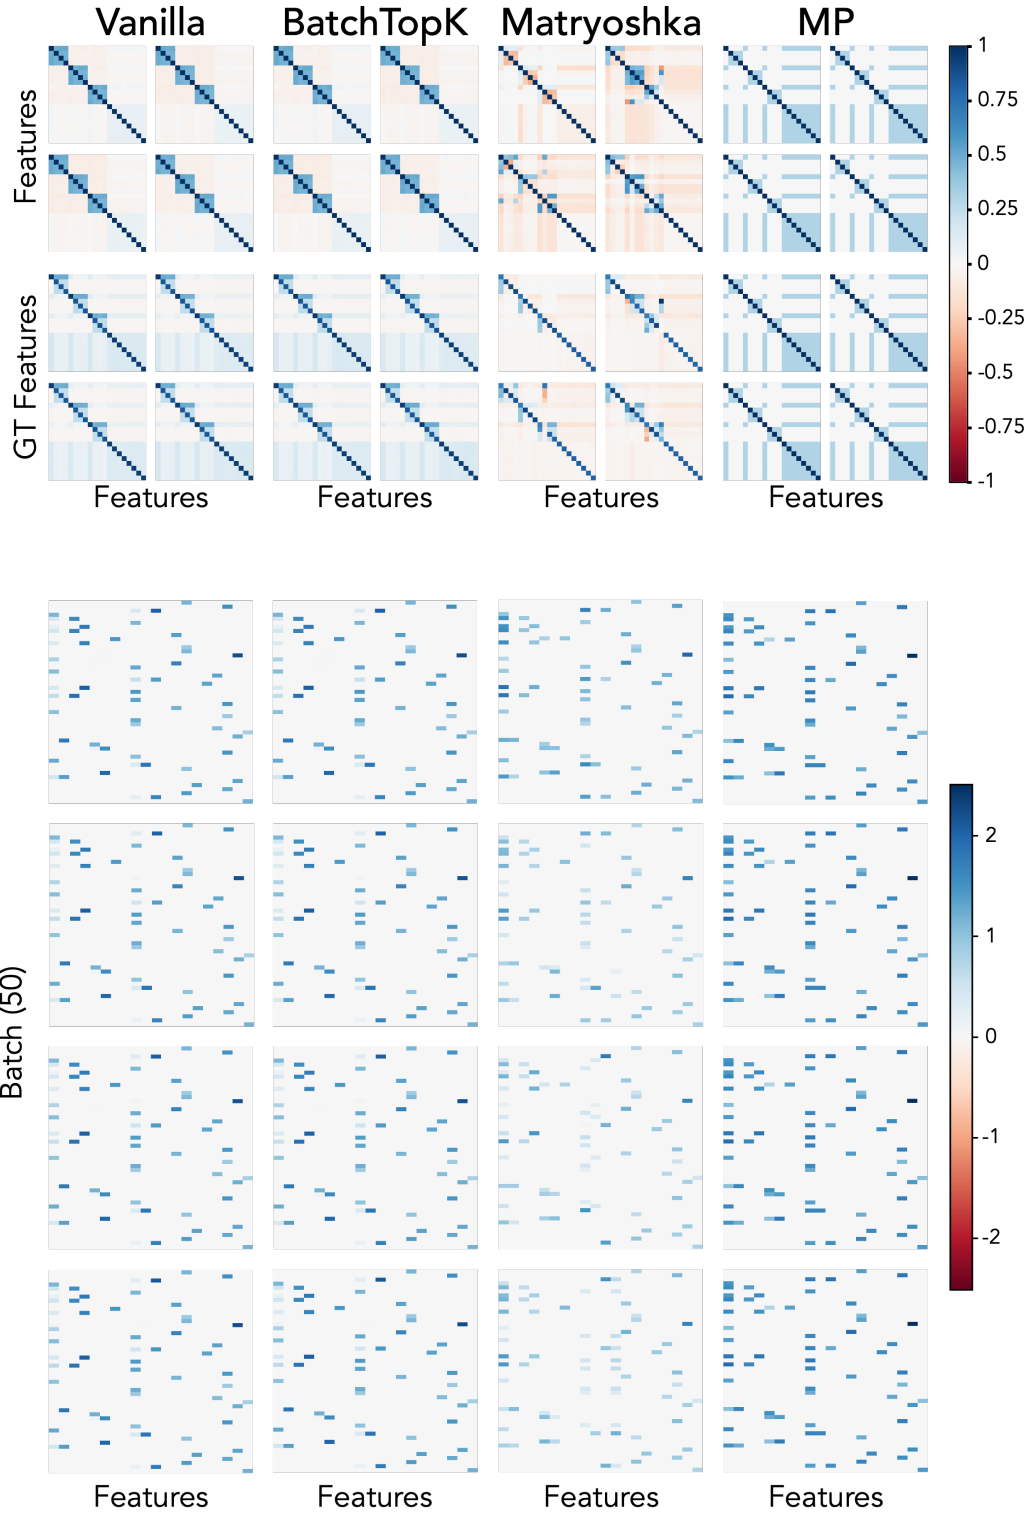 Vanilla BatchTopK Matryoshka MP
Features
1
0.75
0.5
0.25
0
-0.25
-0.5
-0.75
-1
GT Features
Features Features Features Features
Batch (50)
2
1
0
-1
-2
Features Features Features Features